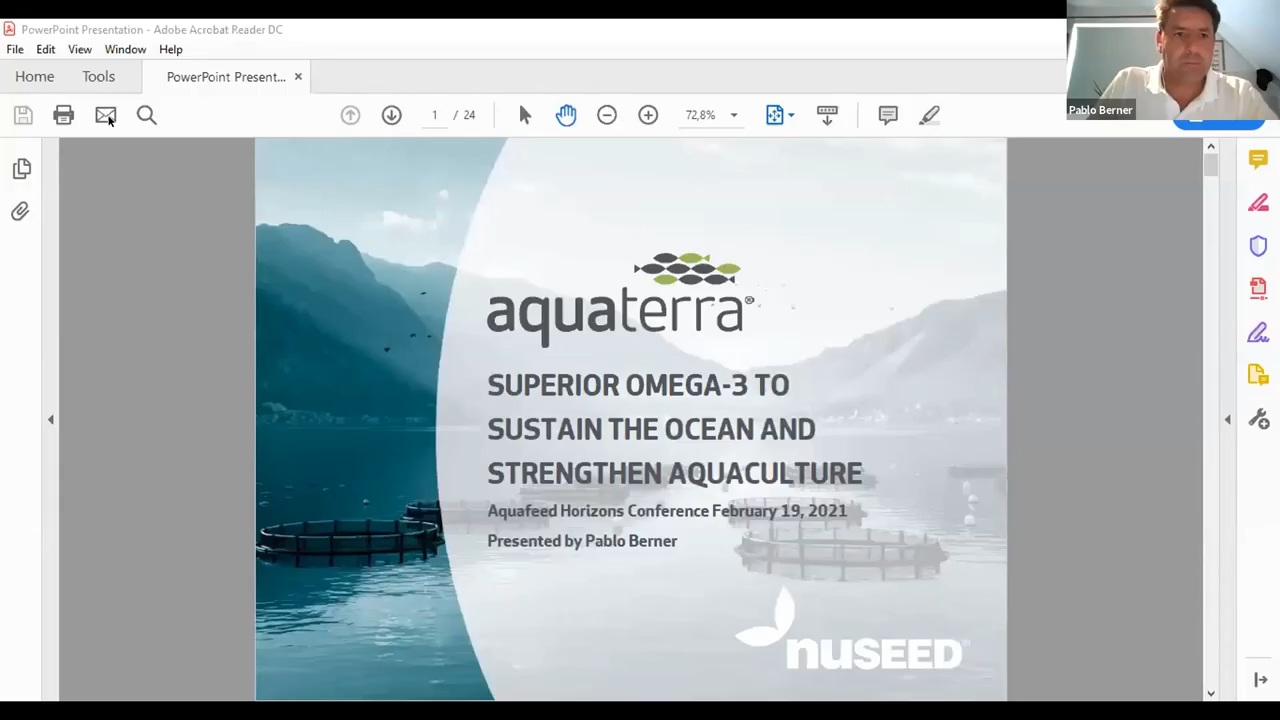 PowerPoint Presentation - Adobe Acrobat Reader DC
File Edit View Window Help
Home Tools PowerPoint Present... ×
1 / 24 72,8%
Pablo Berner
aquaterra®
SUPERIOR OMEGA-3 TO
SUSTAIN THE OCEAN AND
STRENGTHEN AQUACULTURE
Aquafeed Horizons Conference February 19, 2021
Presented by Pablo Berner
nuseed